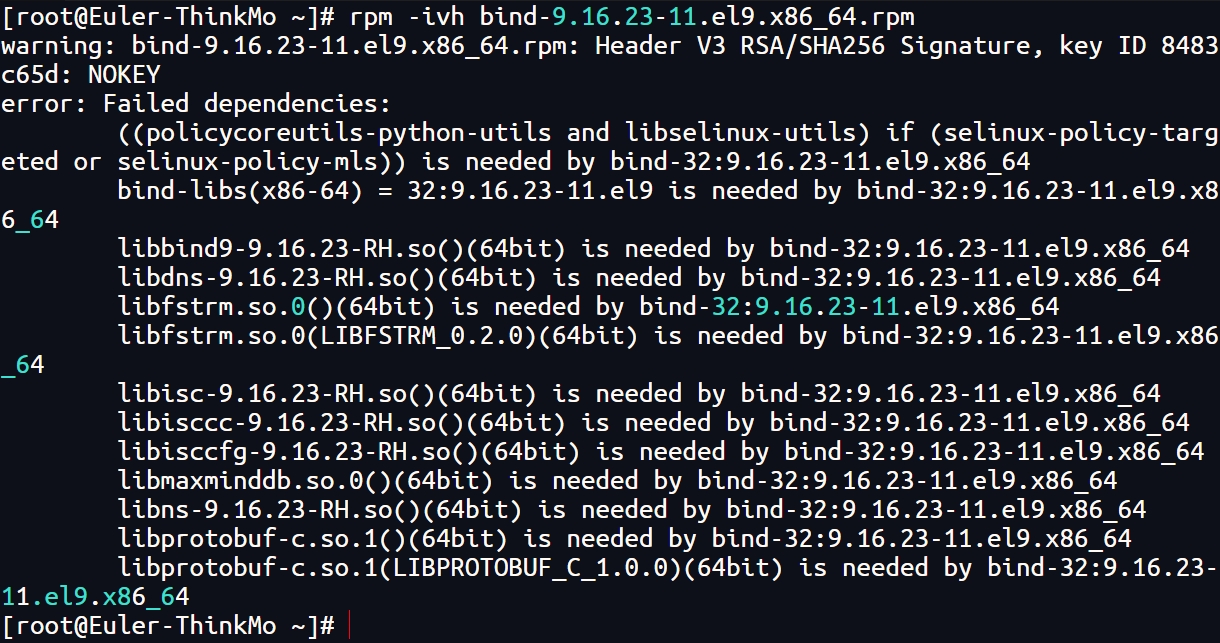 [root@Euler-ThinkMo ~]# rpm -ivh bind-9.16.23-11.el9.x86_64.rpm
warning: bind-9.16.23-11.el9.x86_64.rpm: Header V3 RSA/SHA256 Signature, key ID 8483
c65d: NOKEY
error: Failed dependencies:
        ((policycoreutils-python-utils and libselinux-utils) if (selinux-policy-targ
eted or selinux-policy-mls)) is needed by bind-32:9.16.23-11.el9.x86_64
        bind-libs(x86-64) = 32:9.16.23-11.el9 is needed by bind-32:9.16.23-11.el9.x8
6_64
        libbind9-9.16.23-RH.so()(64bit) is needed by bind-32:9.16.23-11.el9.x86_64
        libdns-9.16.23-RH.so()(64bit) is needed by bind-32:9.16.23-11.el9.x86_64
        libfstrm.so.0()(64bit) is needed by bind-32:9.16.23-11.el9.x86_64
        libfstrm.so.0(LIBFSTRM_0.2.0)(64bit) is needed by bind-32:9.16.23-11.el9.x86
_64
        libisc-9.16.23-RH.so()(64bit) is needed by bind-32:9.16.23-11.el9.x86_64
        libisccc-9.16.23-RH.so()(64bit) is needed by bind-32:9.16.23-11.el9.x86_64
        libisccfg-9.16.23-RH.so()(64bit) is needed by bind-32:9.16.23-11.el9.x86_64
        libmaxminddb.so.0()(64bit) is needed by bind-32:9.16.23-11.el9.x86_64
        libns-9.16.23-RH.so()(64bit) is needed by bind-32:9.16.23-11.el9.x86_64
        libprotobuf-c.so.1()(64bit) is needed by bind-32:9.16.23-11.el9.x86_64
        libprotobuf-c.so.1(LIBPROTOBUF_C_1.0.0)(64bit) is needed by bind-32:9.16.23-
11.el9.x86_64
[root@Euler-ThinkMo ~]#